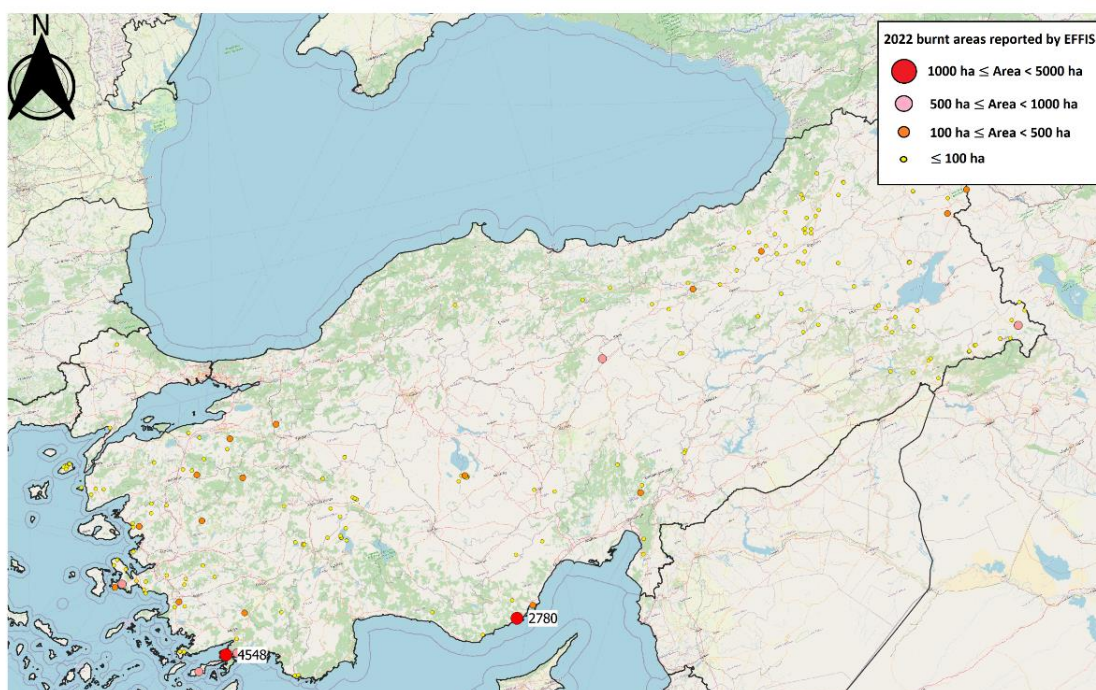 N
2022 burnt areas reported by EFFIS
1000 ha ≤ Area < 5000 ha
500 ha ≤ Area < 1000 ha
100 ha ≤ Area < 500 ha
≤ 100 ha
2780
4548